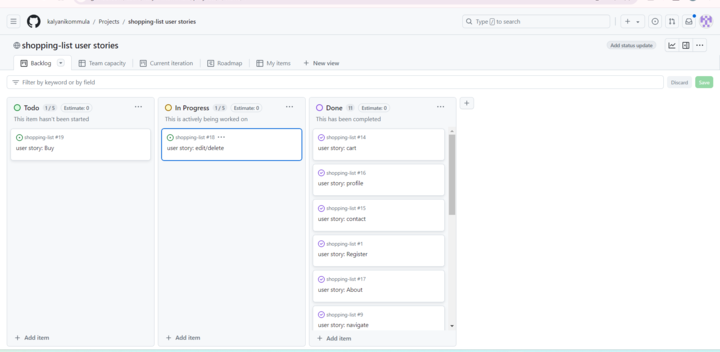 kalyanikommula / Projects / shopping-list user stories
Type / to search
shopping-list user stories
Add status update
Backlog
Team capacity
Current iteration
Roadmap
My items
+ New view
Filter by keyword or by field
Discard
Save
Todo 1 / 5 Estimate: 0
This item hasn't been started
shopping-list #19
user story: Buy
+ Add item
In Progress 1 / 5 Estimate: 0
This is actively being worked on
shopping-list #18
user story: edit/delete
+ Add item
Done 11 Estimate: 0
This has been completed
shopping-list #14
user story: cart
shopping-list #16
user story: profile
shopping-list #15
user story: contact
shopping-list #1
user story: Register
shopping-list #17
user story: About
shopping-list #9
user story: navigate
+ Add item